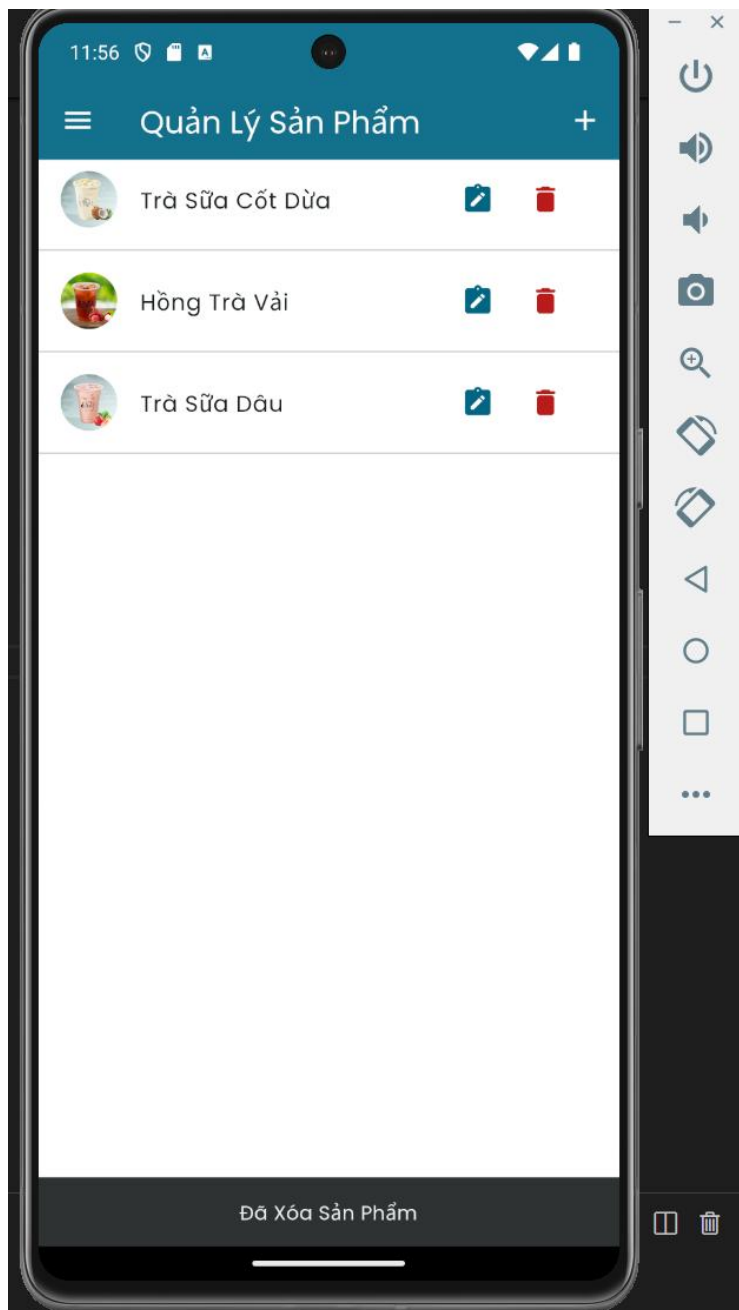 11:56
Quản Lý Sản Phẩm
Trà Sữa Cốt Dừa
Hồng Trà Vải
Trà Sữa Dâu
Đã Xóa Sản Phẩm